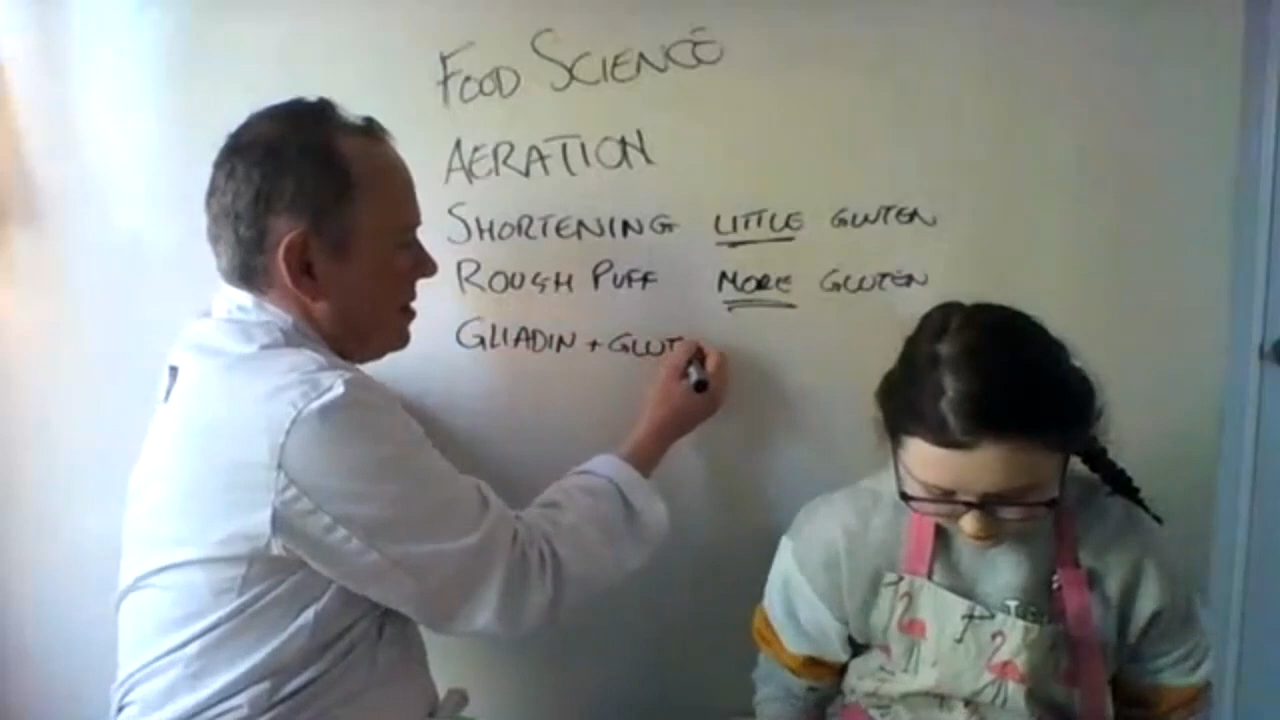 FOOD SCIENCE
AERATION
SHORTENING LITTLE GLUTEN
ROUGH PUFF MORE GLUTEN
GLIADIN + GLUT